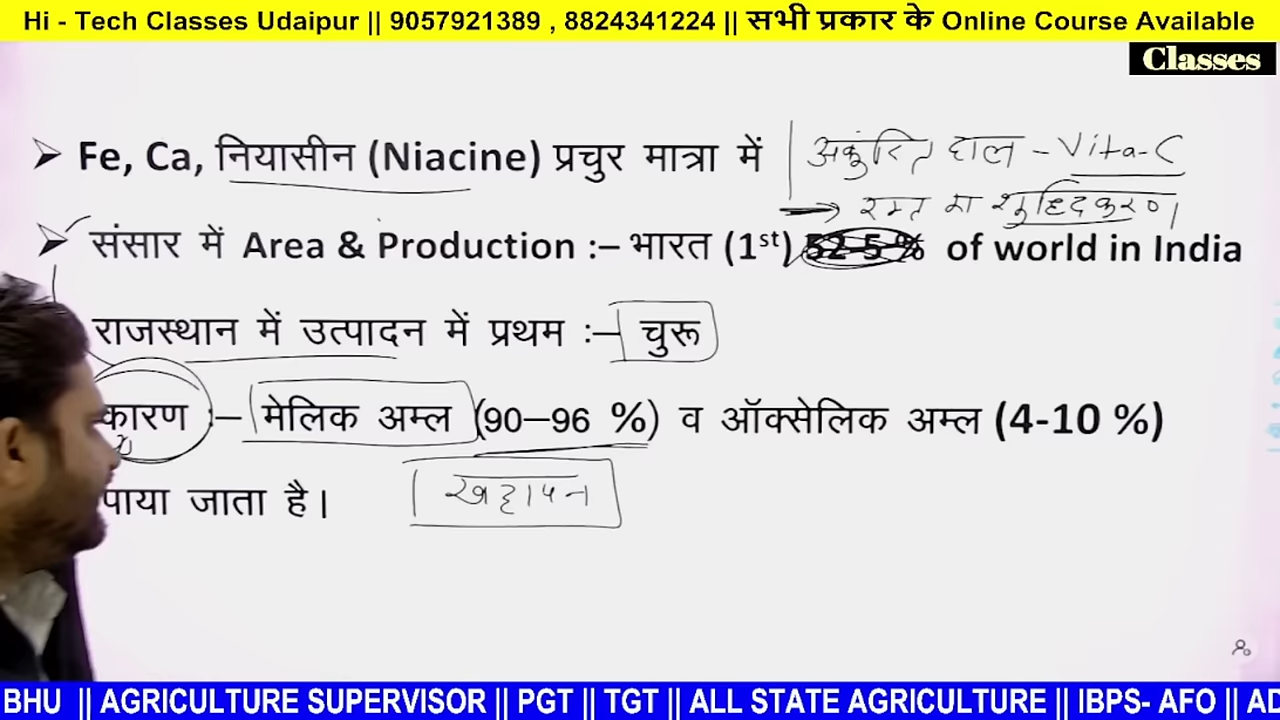 Hi - Tech Classes Udaipur || 9057921389 , 8824341224 || सभी प्रकार के Online Course Available
Classes
Fe, Ca, नियासीन (Niacine) प्रचुर मात्रा में
अकुंरित दाल - Vita-C
संसार में Area & Production :– भारत (1st) 52-5 % of world in India
राजस्थान में उत्पादन में प्रथम :– चुरू
कारण :– मेलिक अम्ल (90–96 %) व ऑक्सेलिक अम्ल (4-10 %)
पाया जाता है।
खट्टापन
BHU || AGRICULTURE SUPERVISOR || PGT || TGT || ALL STATE AGRICULTURE || IBPS- AFO || AD